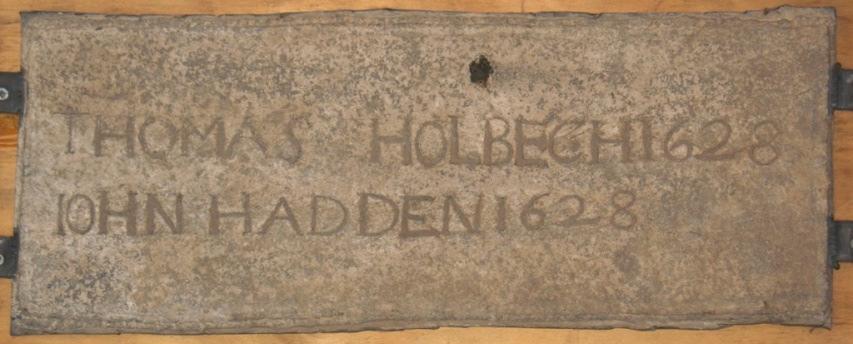 THOMAS HOLBECH 1628
IOHN HADDEN 1628